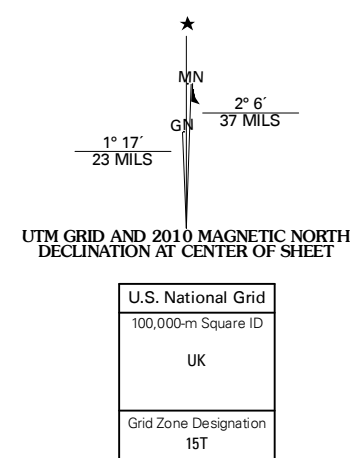 MN
2° 6´
37 MILS
GN
1° 17´
23 MILS
UTM GRID AND 2010 MAGNETIC NORTH
DECLINATION AT CENTER OF SHEET
U.S. National Grid
100,000-m Square ID
UK
Grid Zone Designation
15T